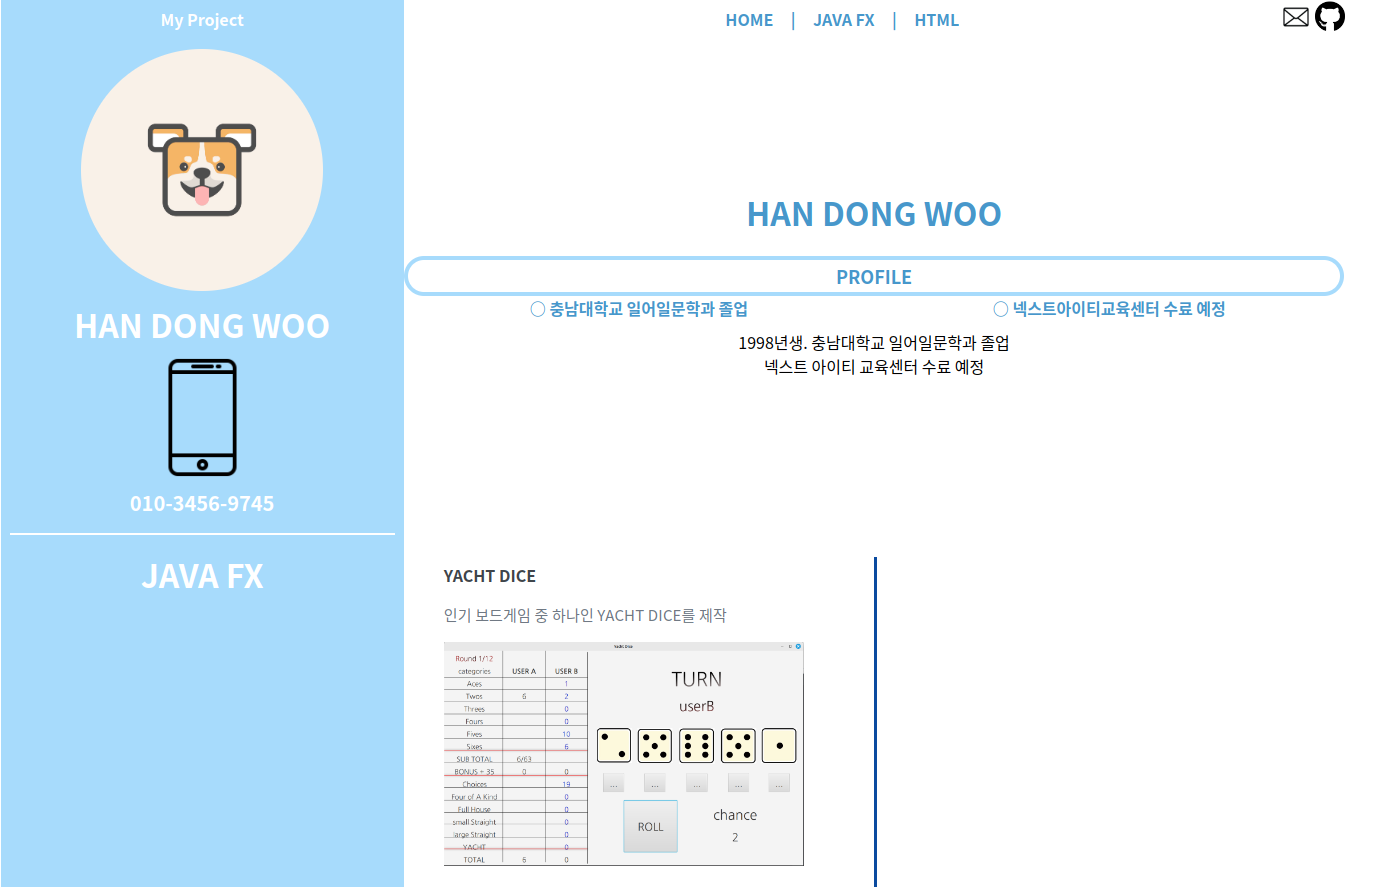 My Project
HOME | JAVA FX | HTML
HAN DONG WOO
010-3456-9745
JAVA FX
HAN DONG WOO
PROFILE
○ 충남대학교 일어일문학과 졸업 ○ 넥스트아이티교육센터 수료 예정
1998년생. 충남대학교 일어일문학과 졸업
넥스트 아이티 교육센터 수료 예정
YACHT DICE
인기 보드게임 중 하나인 YACHT DICE를 제작
Yacht Dice
Round 1/12
categories USER A USER B
Aces 1
Twos 6 2
Threes 0
Fours 0
Fives 10
Sixes 6
SUB TOTAL 6/63
BONUS + 35 0 0
Choices 19
Four of A Kind 0
Full House 0
small Straight 0
large Straight 0
YACHT 0
TOTAL 6 0
TURN
userB
... ... ... ... ...
ROLL
chance
2